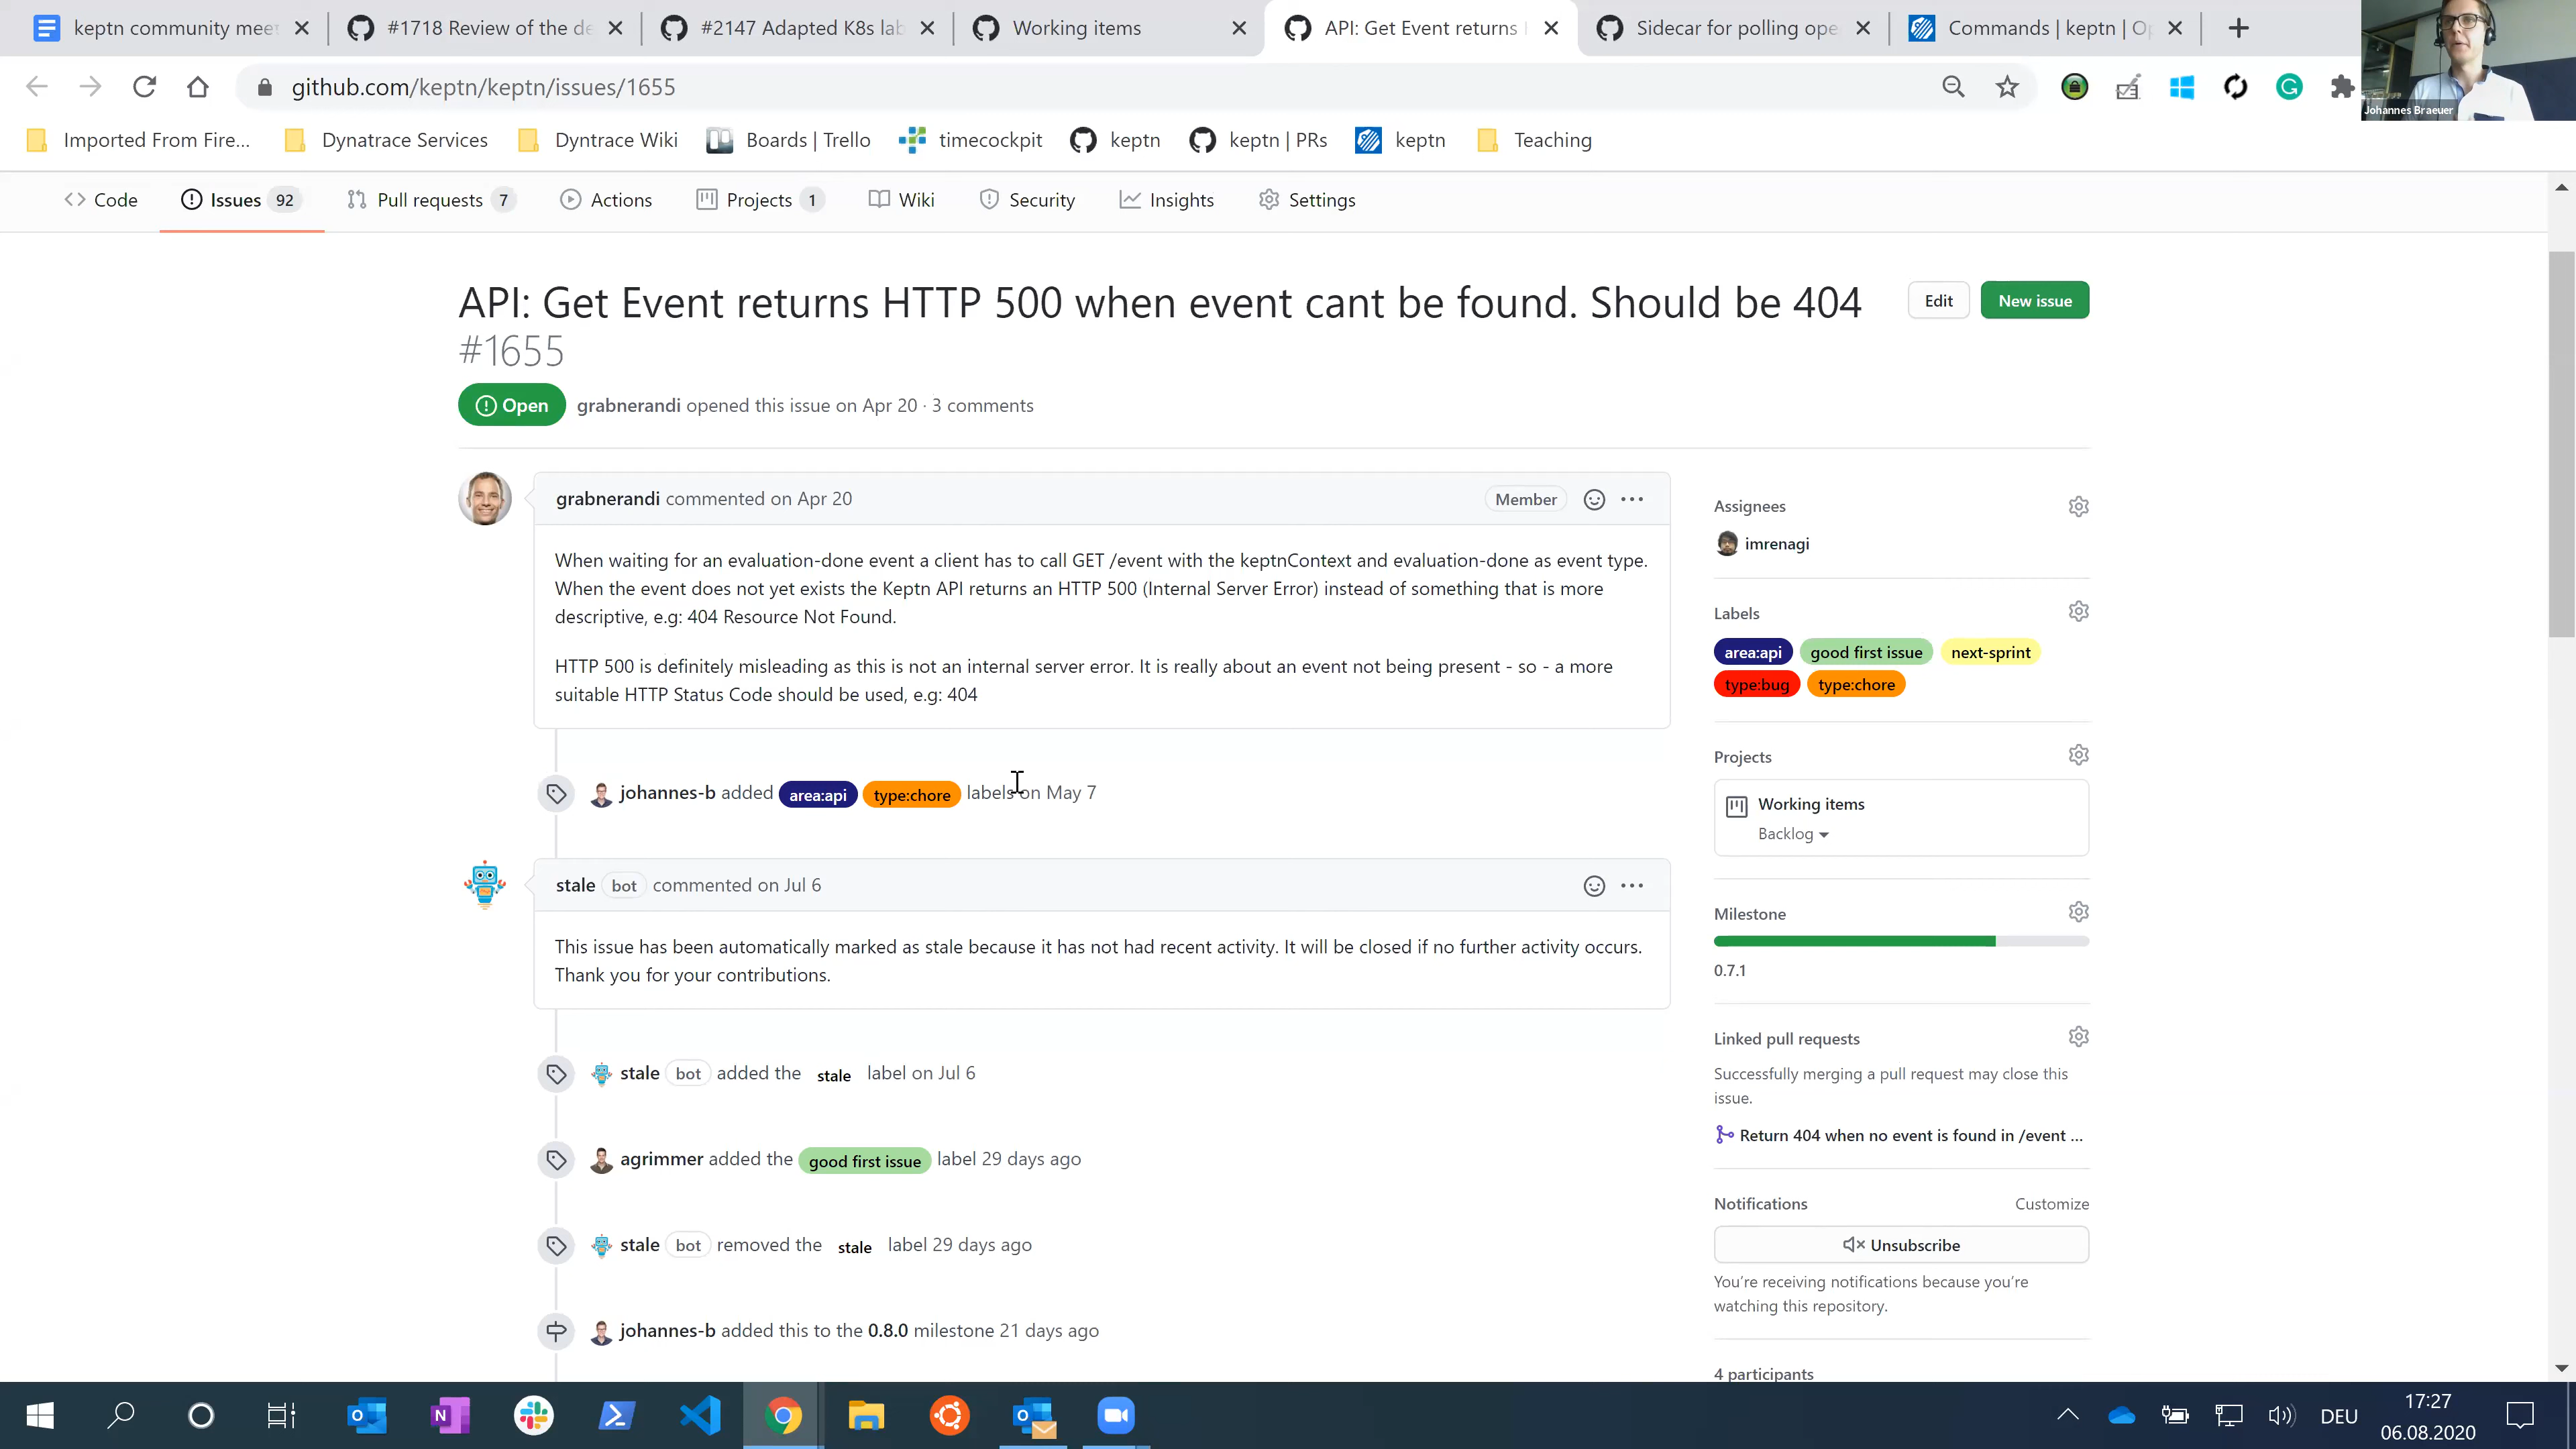 keptn community mee
#1718 Review of the de
#2147 Adapted K8s lab
Working items
API: Get Event returns
Sidecar for polling ope
Commands | keptn | Op
github.com/keptn/keptn/issues/1655
Johannes Braeuer
Imported From Fire...
Dynatrace Services
Dyntrace Wiki
Boards | Trello
timecockpit
keptn
keptn | PRs
keptn
Teaching
Code
Issues 92
Pull requests 7
Actions
Projects 1
Wiki
Security
Insights
Settings
API: Get Event returns HTTP 500 when event cant be found. Should be 404
#1655
Edit
New issue
Open
grabnerandi opened this issue on Apr 20 · 3 comments
grabnerandi commented on Apr 20
Member
When waiting for an evaluation-done event a client has to call GET /event with the keptnContext and evaluation-done as event type.
When the event does not yet exists the Keptn API returns an HTTP 500 (Internal Server Error) instead of something that is more
descriptive, e.g: 404 Resource Not Found.
HTTP 500 is definitely misleading as this is not an internal server error. It is really about an event not being present - so - a more
suitable HTTP Status Code should be used, e.g: 404
johannes-b added area:api type:chore labels on May 7
stale bot commented on Jul 6
This issue has been automatically marked as stale because it has not had recent activity. It will be closed if no further activity occurs.
Thank you for your contributions.
stale bot added the stale label on Jul 6
agrimmer added the good first issue label 29 days ago
stale bot removed the stale label 29 days ago
johannes-b added this to the 0.8.0 milestone 21 days ago
Assignees
imrenagi
Labels
area:api good first issue next-sprint
type:bug type:chore
Projects
Working items
Backlog
Milestone
0.7.1
Linked pull requests
Successfully merging a pull request may close this
issue.
Return 404 when no event is found in /event ...
Notifications
Customize
Unsubscribe
You're receiving notifications because you're
watching this repository.
4 participants
DEU
17:27
06.08.2020